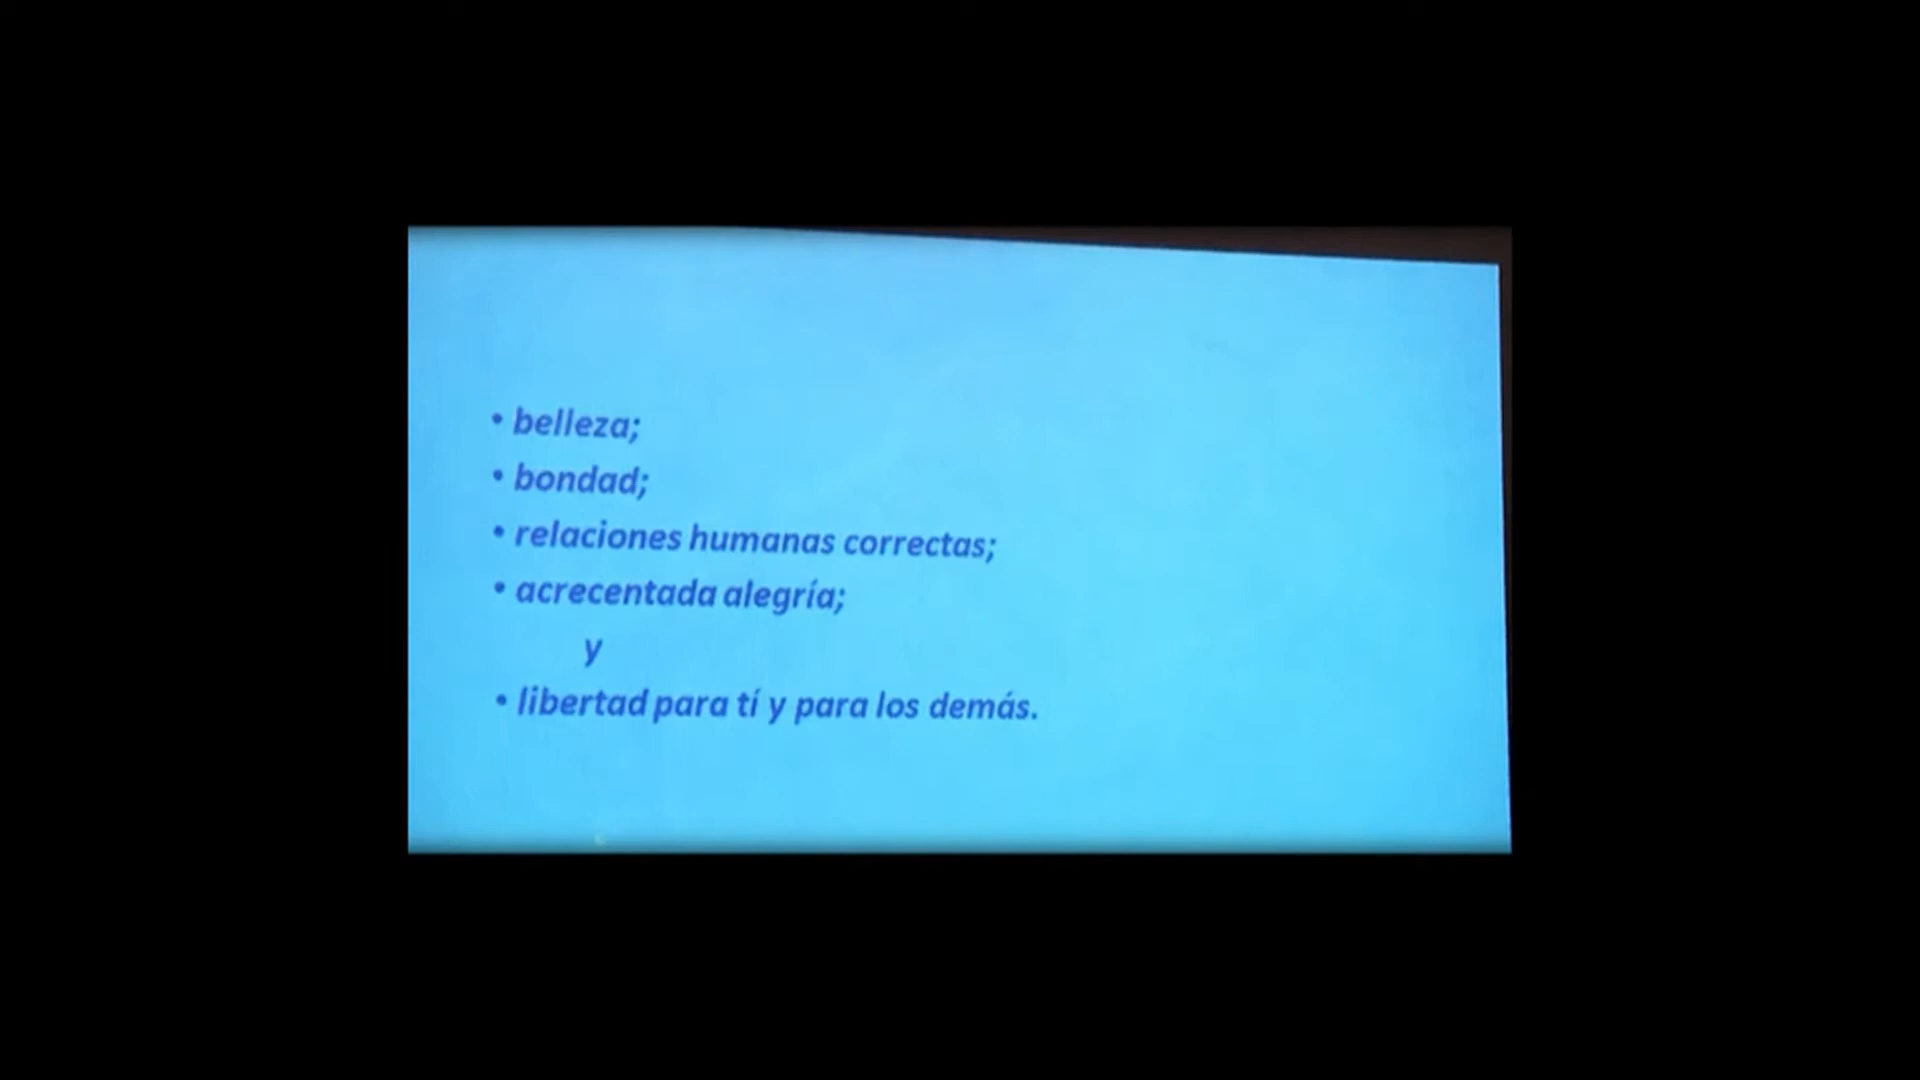 • belleza;
• bondad;
• relaciones humanas correctas;
• acrecentada alegría;
y
• libertad para tí y para los demás.